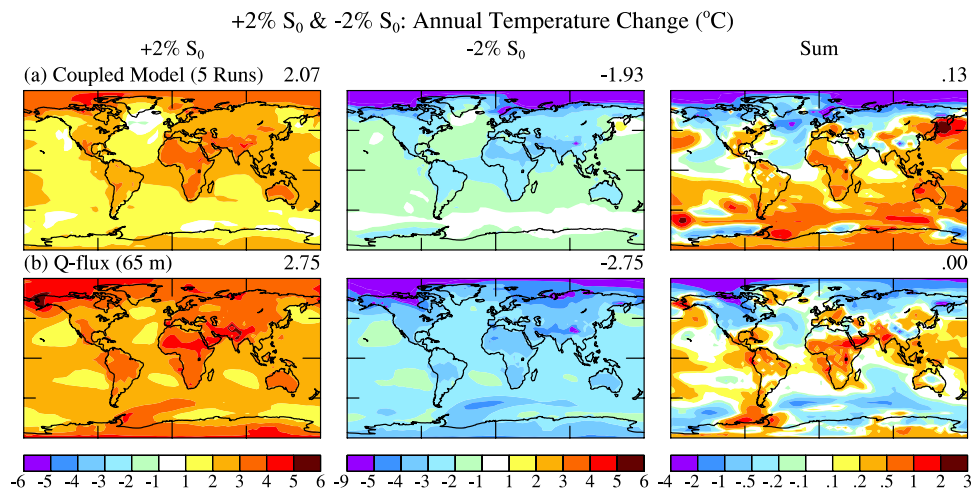 +2% S₀ & -2% S₀: Annual Temperature Change (°C)
+2% S₀ -2% S₀ Sum
(a) Coupled Model (5 Runs) 2.07 -1.93 .13
(b) Q-flux (65 m) 2.75 -2.75 .00
-6 -5 -4 -3 -2 -1 1 2 3 4 5 6 -9 -5 -4 -3 -2 -1 1 2 3 4 5 6 -4 -2 -1 -.5 -.2 -.1 .1 .2 .5 1 2 3